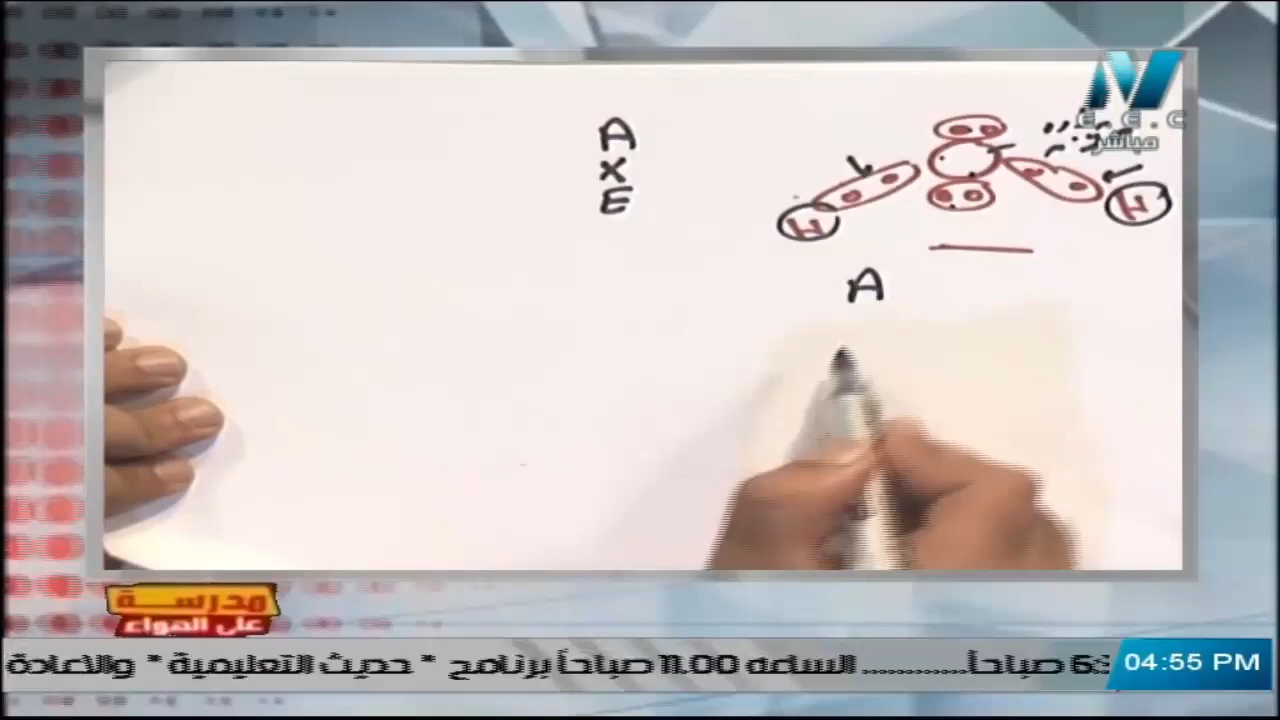 A
X
E
H
H
A
E.E.C
مباشر
مدرسة
على الهواء
صباحاً............ الساعه 11.00 صباحاً برنامج " حديث التعليمية " والاعادة
04:55 PM